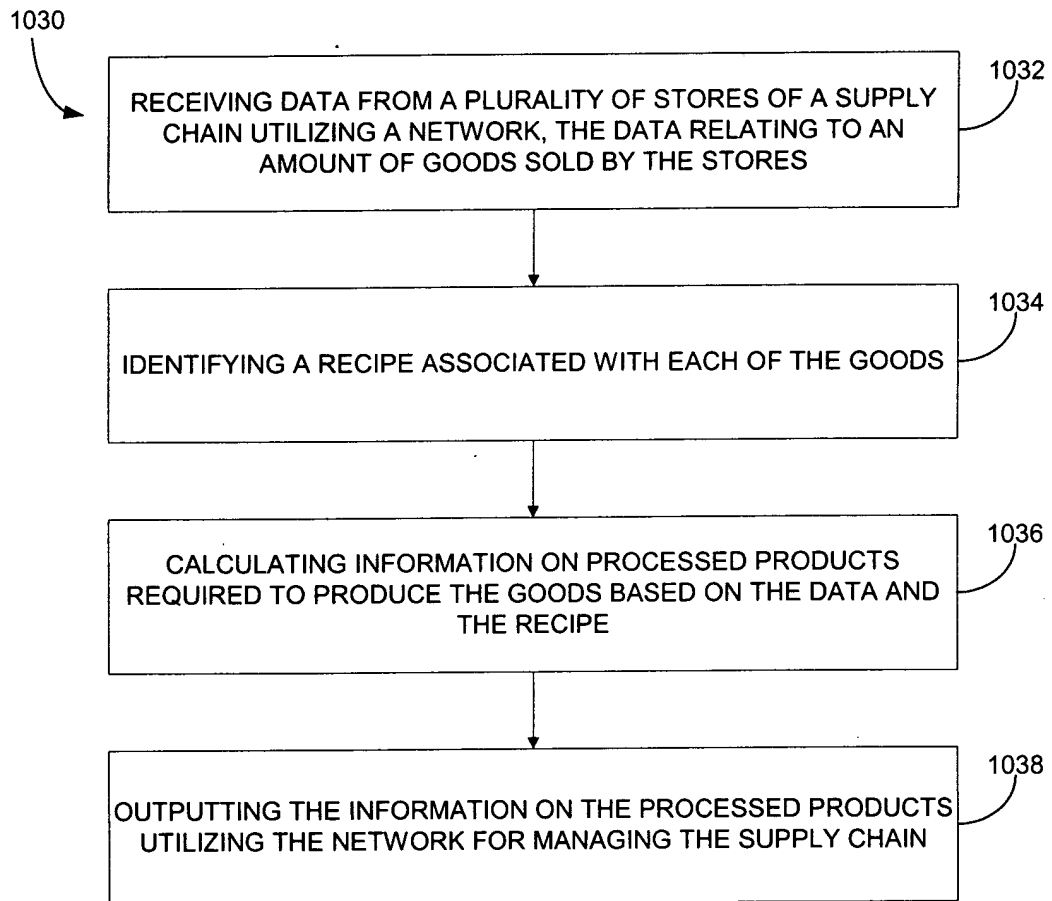 1030
1032
RECEIVING DATA FROM A PLURALITY OF STORES OF A SUPPLY
CHAIN UTILIZING A NETWORK, THE DATA RELATING TO AN
AMOUNT OF GOODS SOLD BY THE STORES
1034
IDENTIFYING A RECIPE ASSOCIATED WITH EACH OF THE GOODS
1036
CALCULATING INFORMATION ON PROCESSED PRODUCTS
REQUIRED TO PRODUCE THE GOODS BASED ON THE DATA AND
THE RECIPE
1038
OUTPUTTING THE INFORMATION ON THE PROCESSED PRODUCTS
UTILIZING THE NETWORK FOR MANAGING THE SUPPLY CHAIN